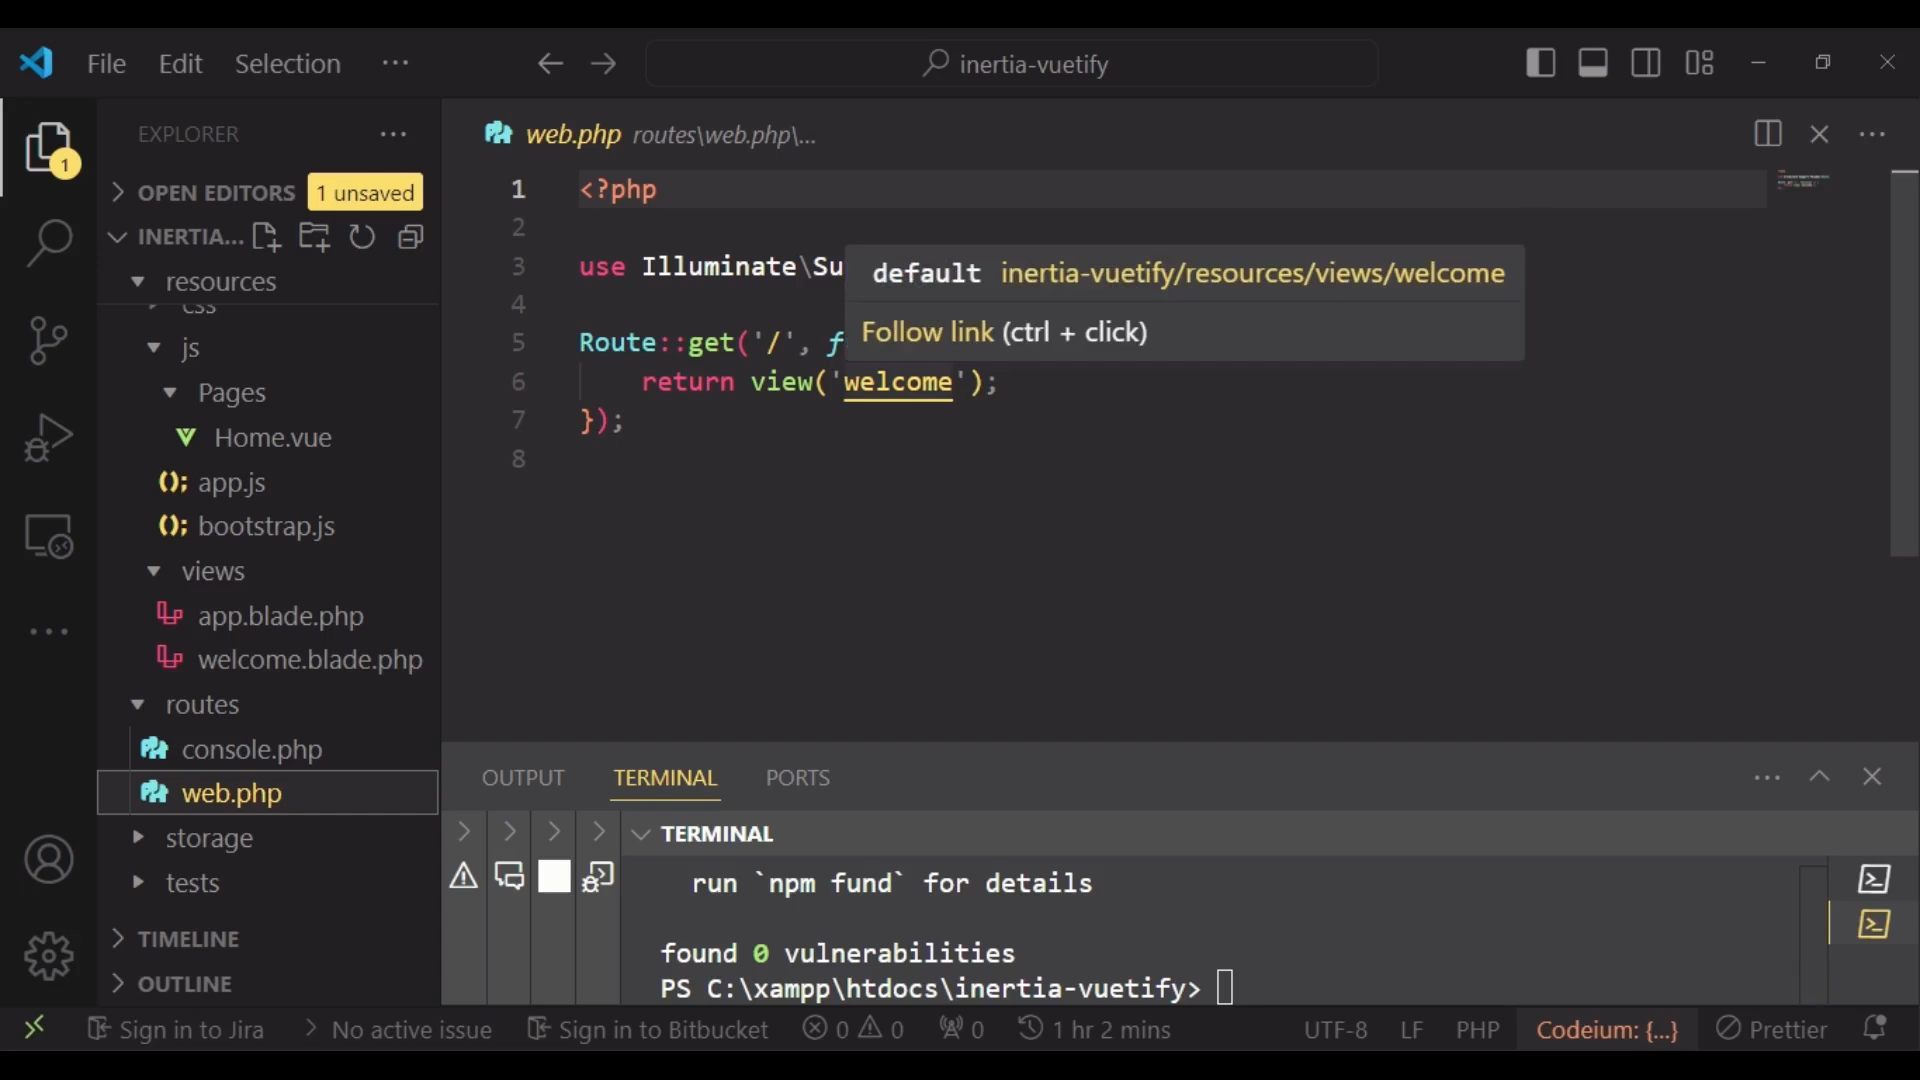 File Edit Selection ...
inertia-vuetify
EXPLORER ...
1
OPEN EDITORS 1 unsaved
INERTIA...
resources
css
js
Pages
Home.vue
app.js
bootstrap.js
views
app.blade.php
welcome.blade.php
routes
console.php
web.php
storage
tests
TIMELINE
OUTLINE
web.php routes\web.php\...
1 <?php
2
3 use Illuminate\Su
4
5 Route::get('/', f
6 return view('welcome');
7 });
8
default inertia-vuetify/resources/views/welcome
Follow link (ctrl + click)
OUTPUT TERMINAL PORTS
TERMINAL
run `npm fund` for details
found 0 vulnerabilities
PS C:\xampp\htdocs\inertia-vuetify>
Sign in to Jira > No active issue Sign in to Bitbucket 0 0 0 1 hr 2 mins UTF-8 LF PHP Codeium: {...} Prettier